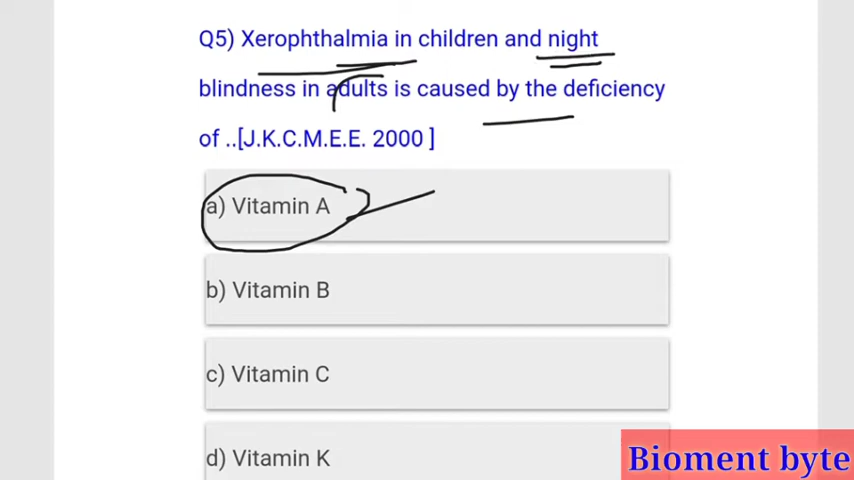 Q5) Xerophthalmia in children and night
blindness in adults is caused by the deficiency
of ..[J.K.C.M.E.E. 2000 ]
a) Vitamin A
b) Vitamin B
c) Vitamin C
d) Vitamin K
Bioment byte